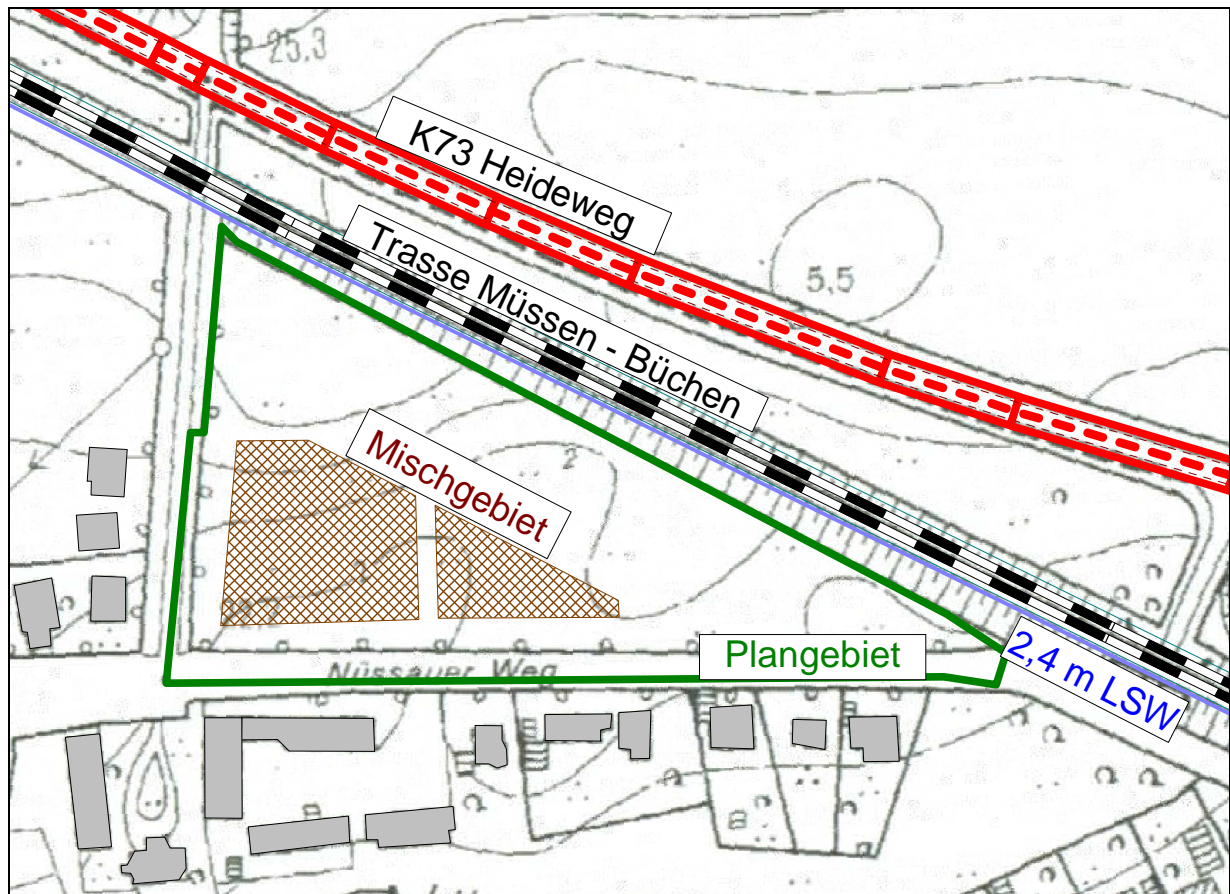 25,3
K73 Heideweg
Trasse Müssen - Büchen
5,5
Mischgebiet
2
Plangebiet
2,4 m LSW
Nüssauer Weg